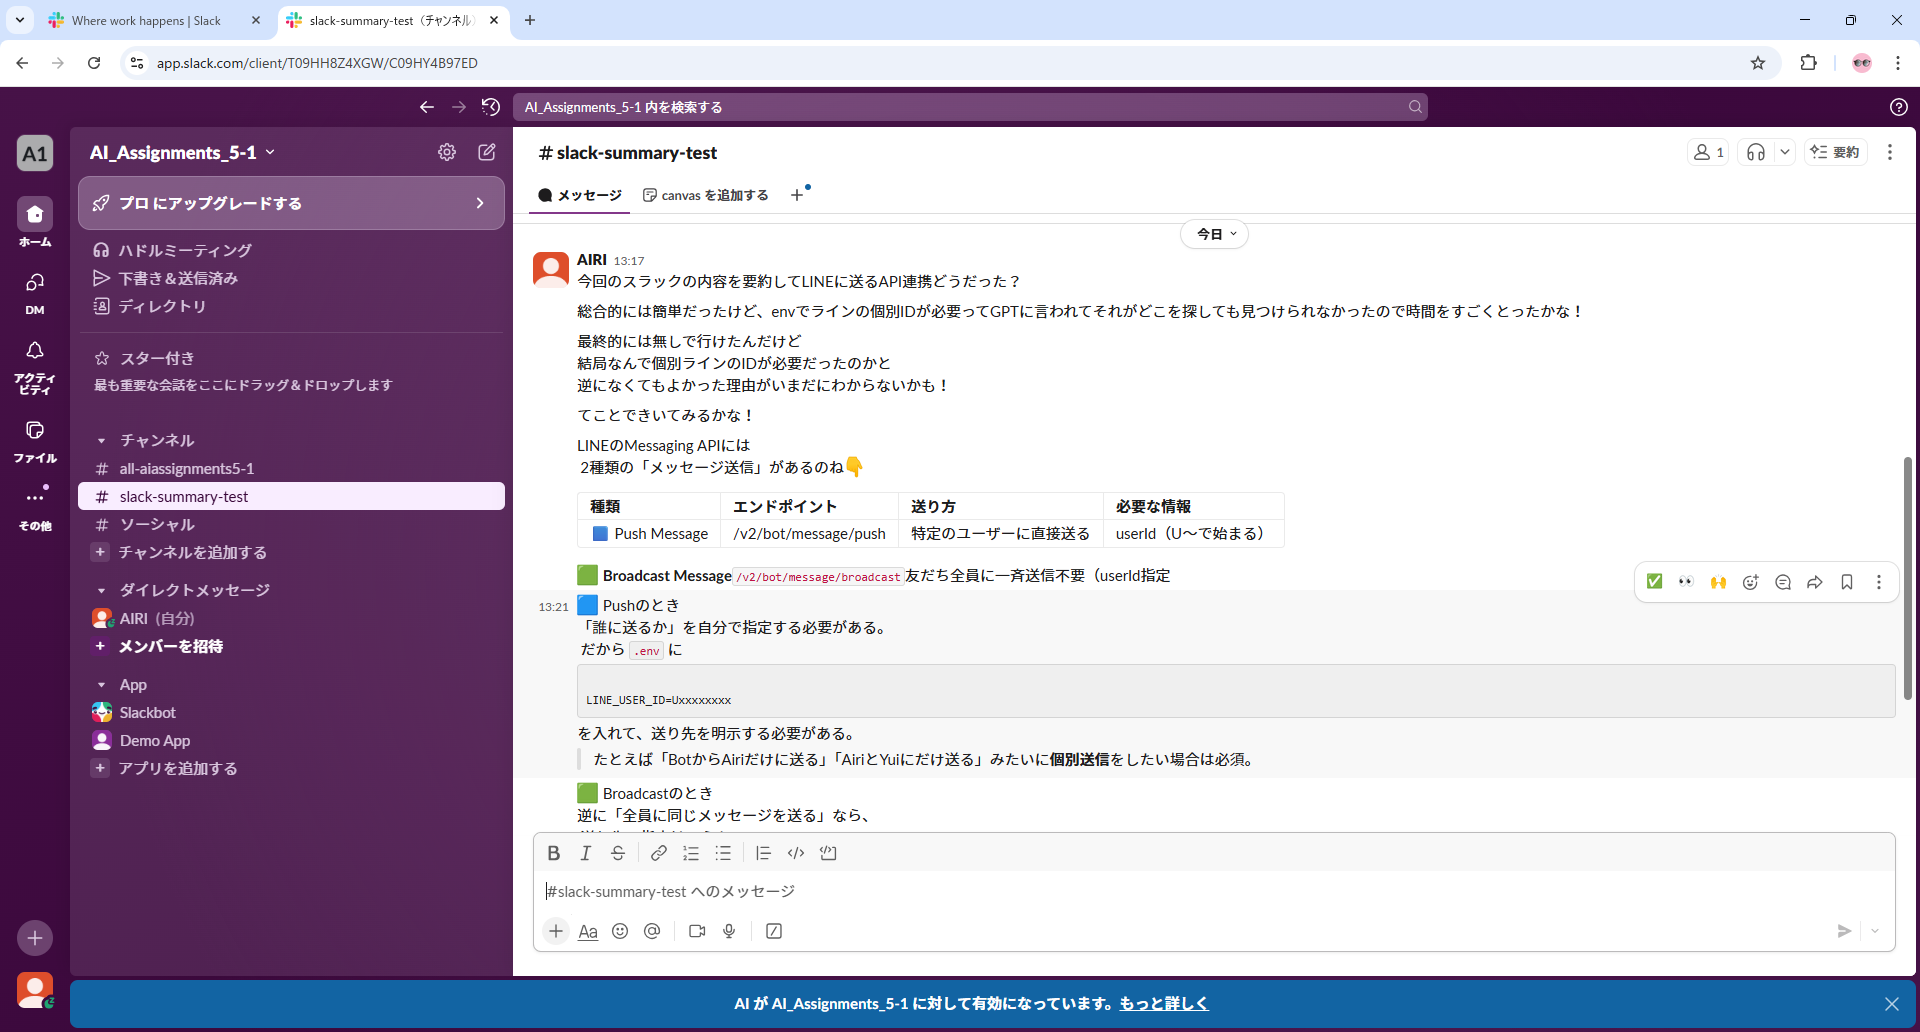 Where work happens | Slack
slack-summary-test（チャンネル）
app.slack.com/client/T09HH8Z4XGW/C09HY4B97ED
AI_Assignments_5-1 内を検索する
A1
ホーム
DM
アクティビティ
ファイル
その他
AI_Assignments_5-1
プロ にアップグレードする
ハドルミーティング
下書き＆送信済み
ディレクトリ
スター付き
最も重要な会話をここにドラッグ＆ドロップします
チャンネル
# all-aiassignments5-1
# slack-summary-test
# ソーシャル
+ チャンネルを追加する
ダイレクトメッセージ
AIRI （自分）
+ メンバーを招待
App
Slackbot
Demo App
+ アプリを追加する
# slack-summary-test
1
要約
メッセージ
canvas を追加する
今日
AIRI 13:17
今回のスラックの内容を要約してLINEに送るAPI連携どうだった？
総合的には簡単だったけど、envでラインの個別IDが必要ってGPTに言われてそれがどこを探しても見つけられなかったので時間をすごくとったかな！
最終的には無しで行けたんだけど
結局なんで個別ラインのIDが必要だったのかと
逆になくてもよかった理由がいまだにわからないかも！
てことできいてみるかな！
LINEのMessaging APIには
2種類の「メッセージ送信」があるのね👇
種類 エンドポイント 送り方 必要な情報
🟦 Push Message /v2/bot/message/push 特定のユーザーに直接送る userId（U〜で始まる）
🟩 Broadcast Message/v2/bot/message/broadcast友だち全員に一斉送信不要（userId指定
13:21 🟦 Pushのとき
「誰に送るか」を自分で指定する必要がある。
だから .env に
LINE_USER_ID=Uxxxxxxxx
を入れて、送り先を明示する必要がある。
たとえば「BotからAiriだけに送る」「AiriとYuiにだけ送る」みたいに個別送信をしたい場合は必須。
🟩 Broadcastのとき
逆に「全員に同じメッセージを送る」なら、
#slack-summary-test へのメッセージ
Aa
AI が AI_Assignments_5-1 に対して有効になっています。もっと詳しく